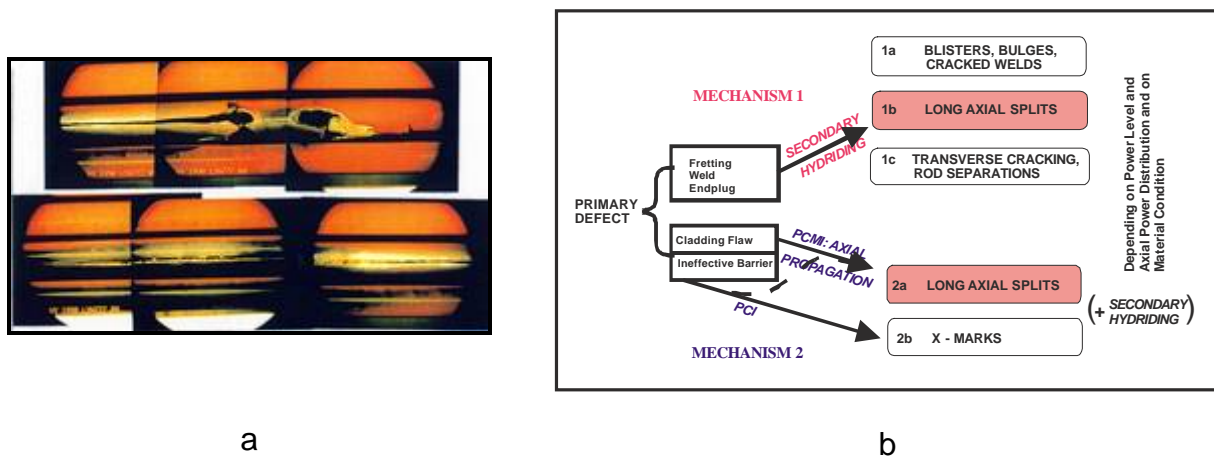 1a BLISTERS, BULGES,
CRACKED WELDS
MECHANISM 1
1b LONG AXIAL SPLITS
SECONDARY
HYDRIDING
Fretting
Weld
Endplug
1c TRANSVERSE CRACKING,
ROD SEPARATIONS
PRIMARY
DEFECT
Cladding Flaw
Ineffective Barrier
PCMI: AXIAL
PROPAGATION
PCI
2a LONG AXIAL SPLITS
(+ SECONDARY
HYDRIDING)
2b X - MARKS
MECHANISM 2
Depending on Power Level and
Axial Power Distribution and on
Material Condition
a
b